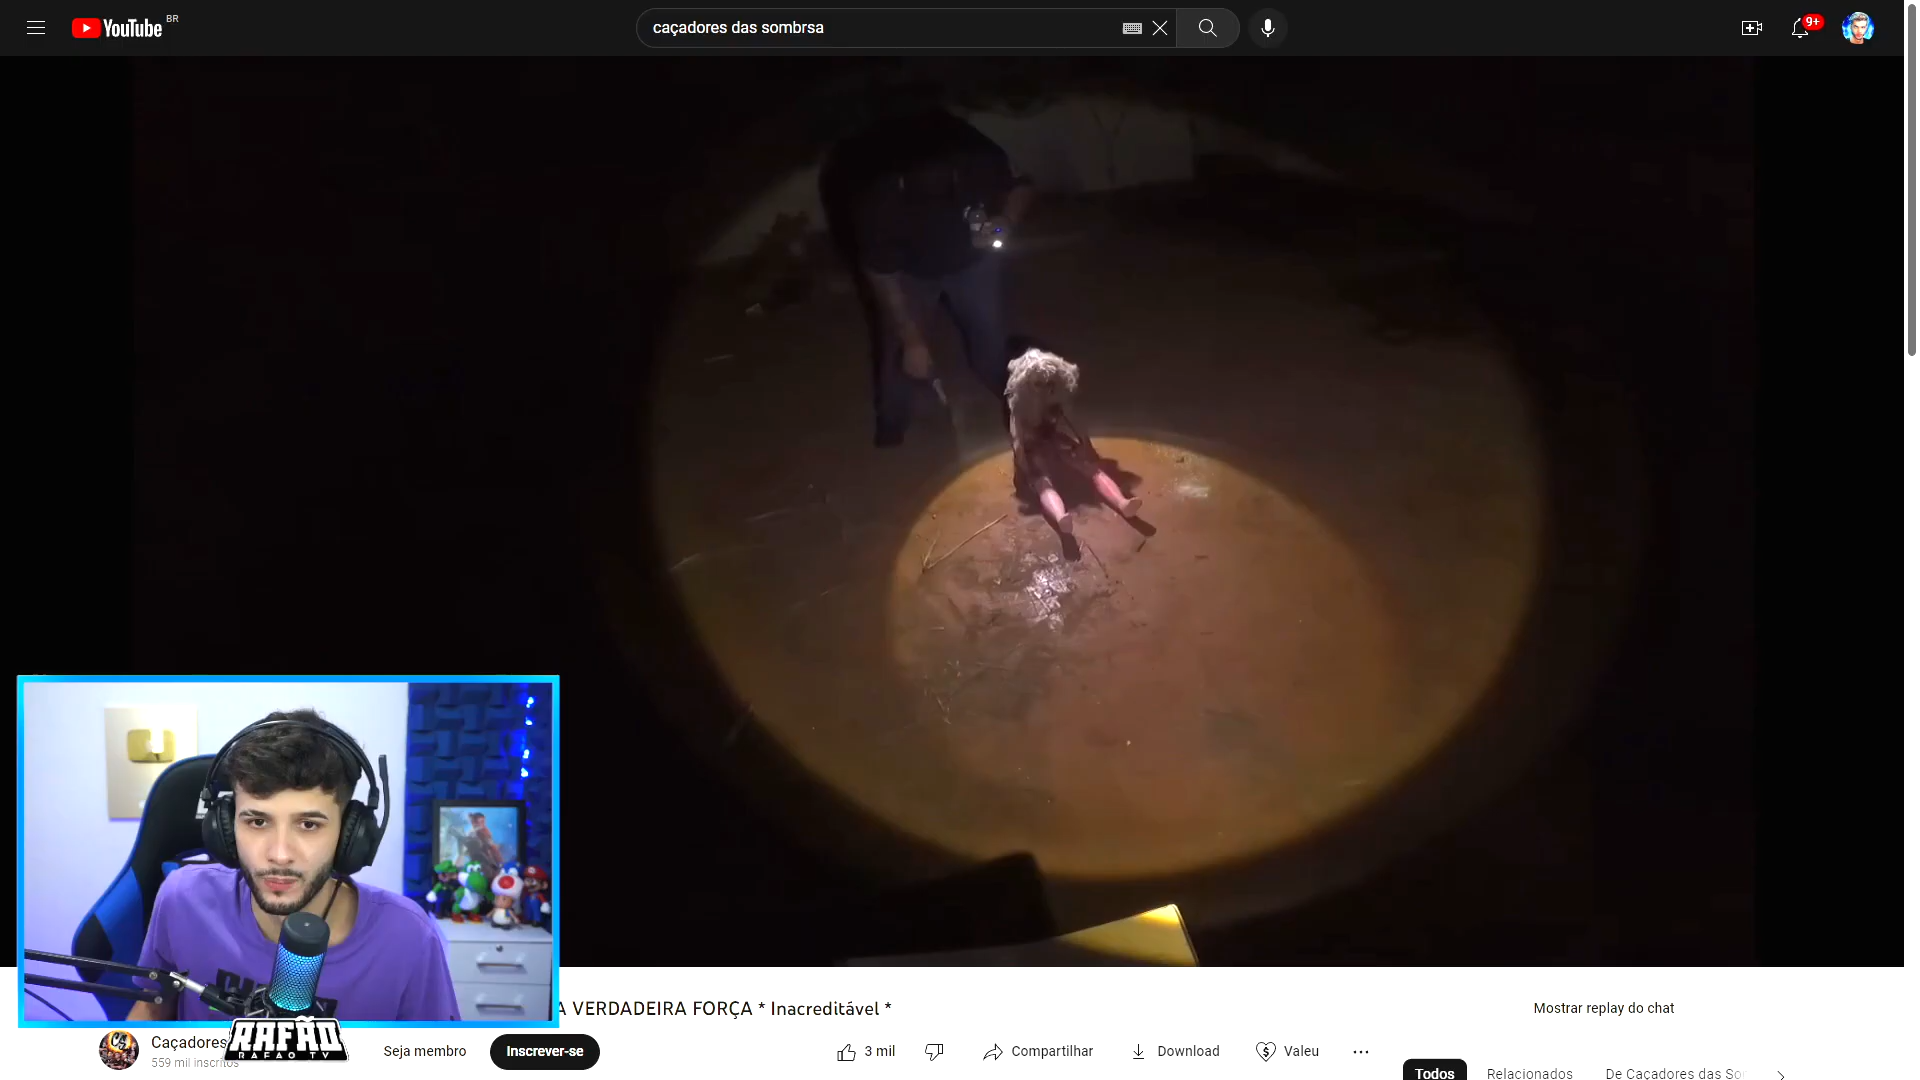 YouTube BR
caçadores das sombrsa
9+
A VERDADEIRA FORÇA * Inacreditável *
Mostrar replay do chat
Caçadores
559 mil inscritos
RAFÃO
RAFAO TV
Seja membro
Inscrever-se
3 mil
Compartilhar
Download
Valeu
Todos
Relacionados
De Caçadores das So